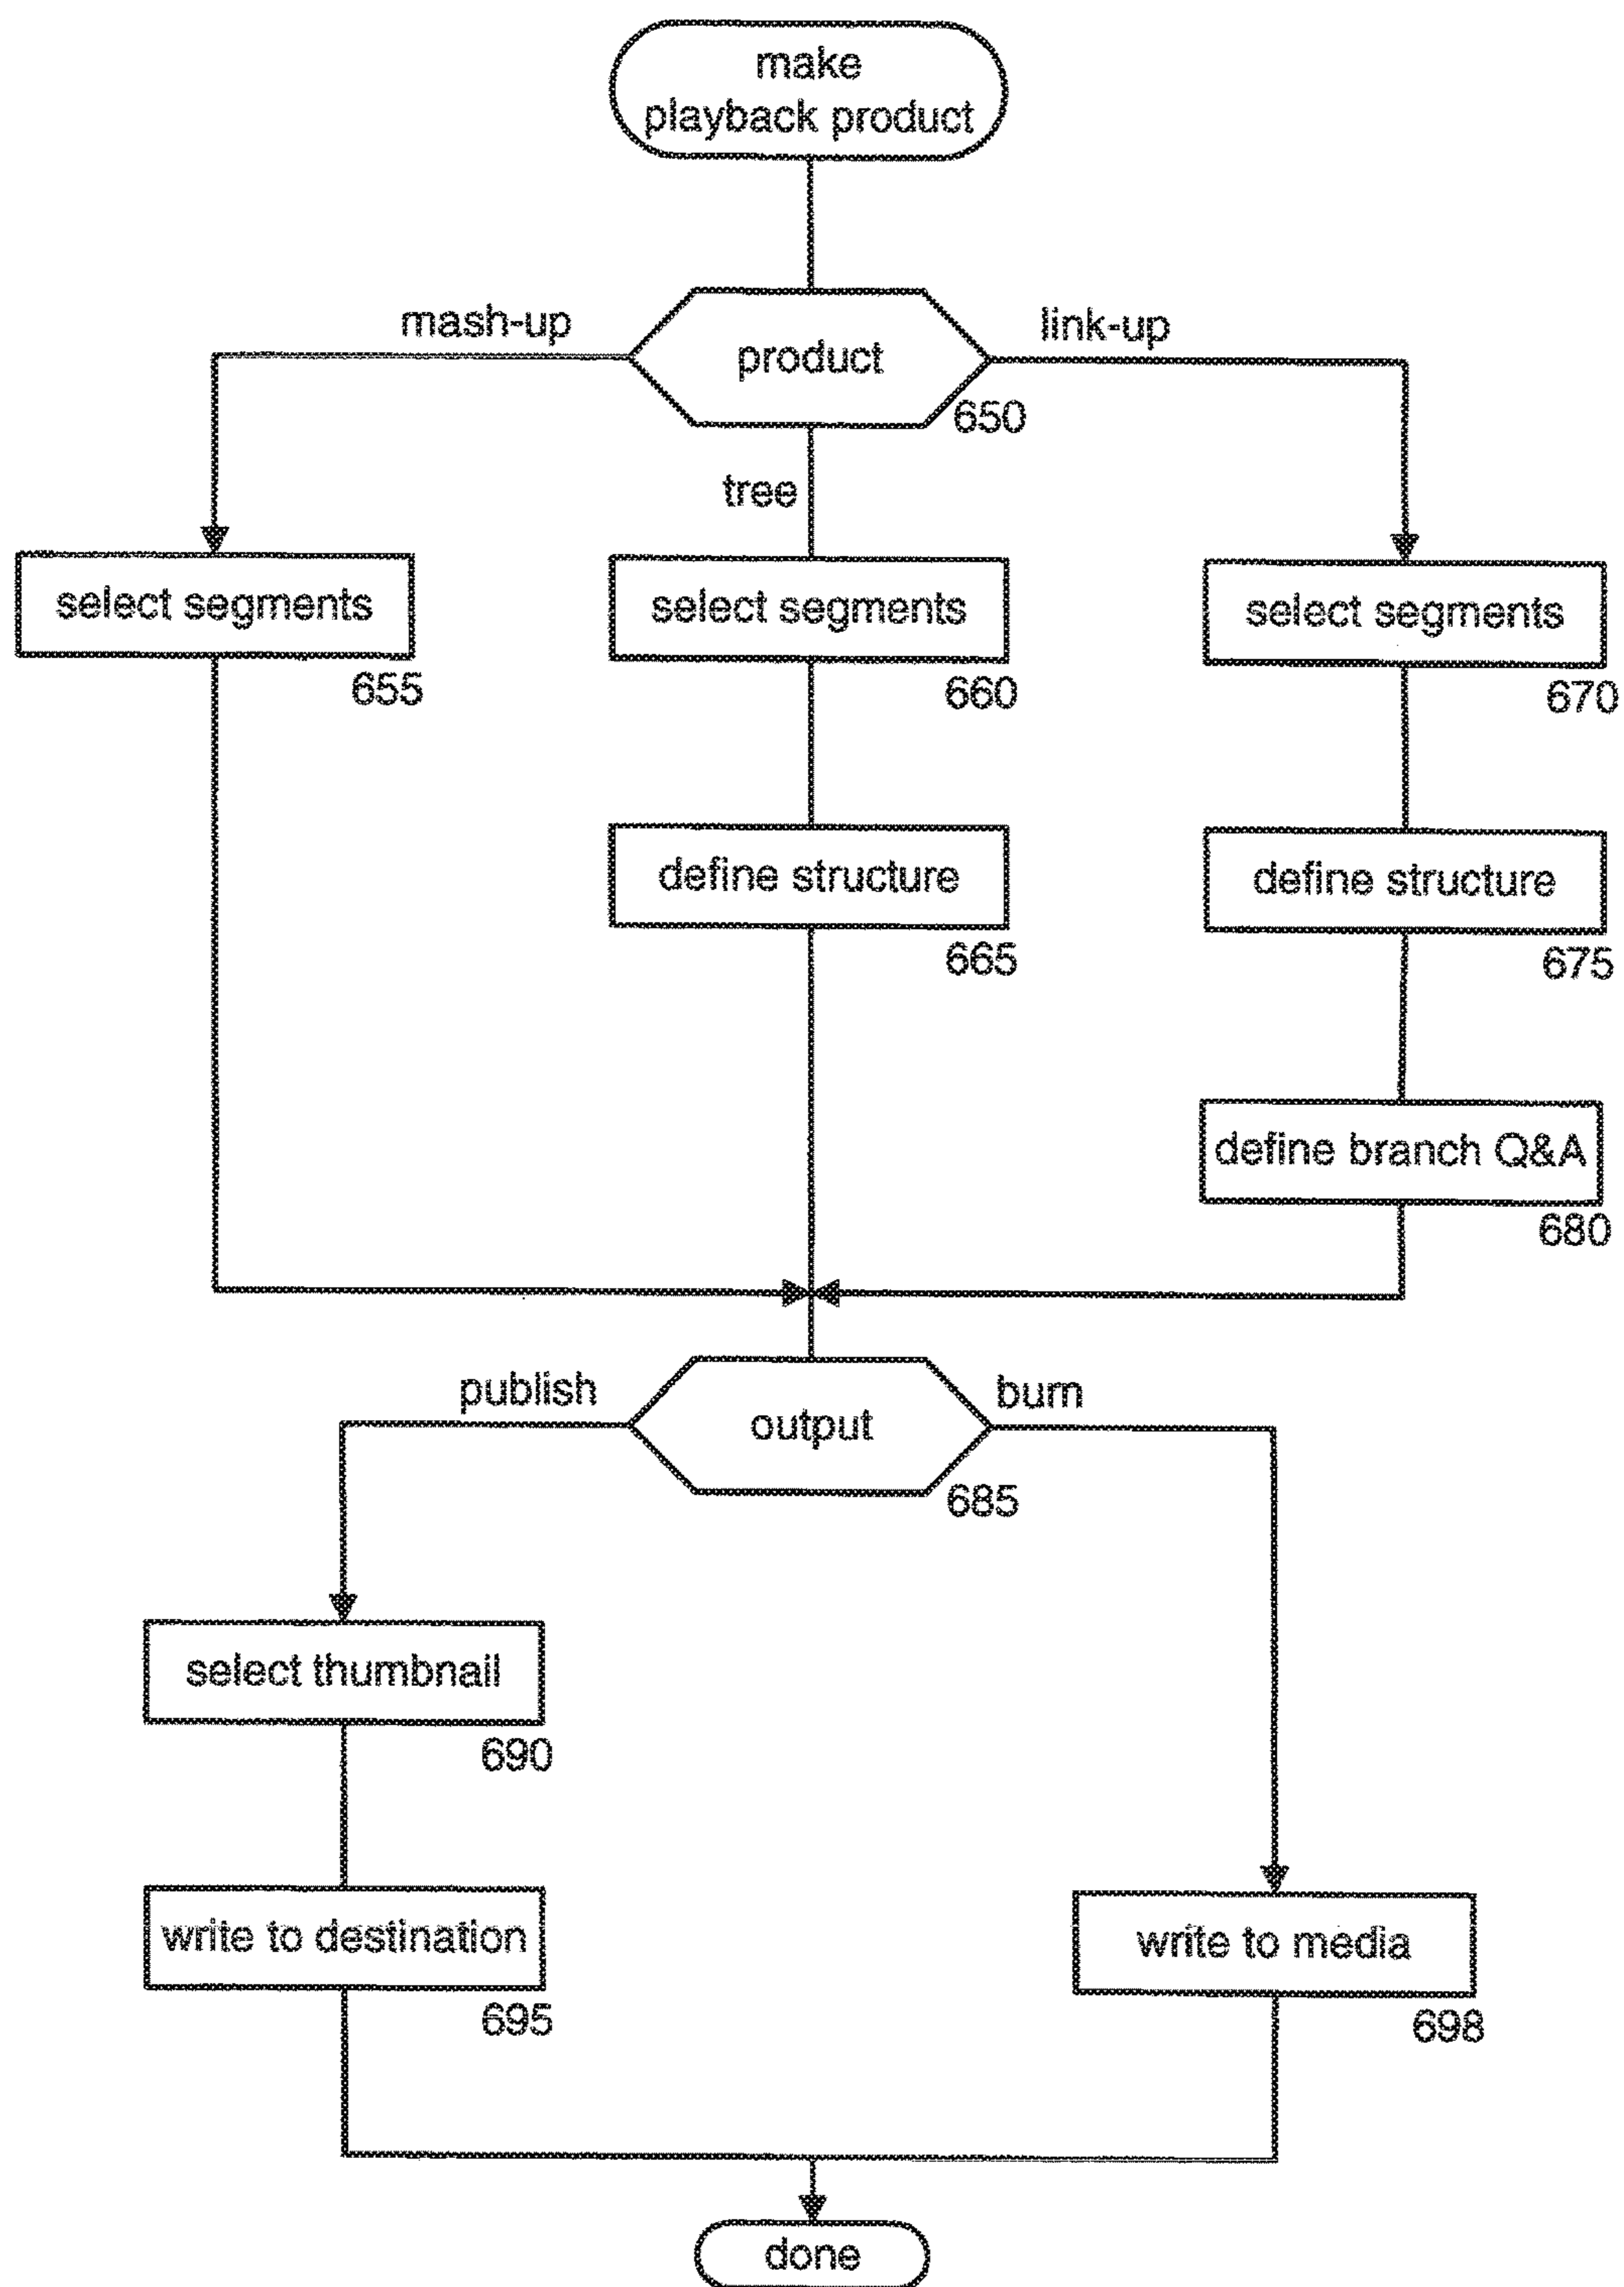 make
playback product
mash-up
link-up
product
650
tree
select segments
select segments
select segments
655
660
670
define structure
define structure
665
675
define branch Q&A
680
publish
burn
output
685
select thumbnail
690
write to destination
write to media
695
698
done